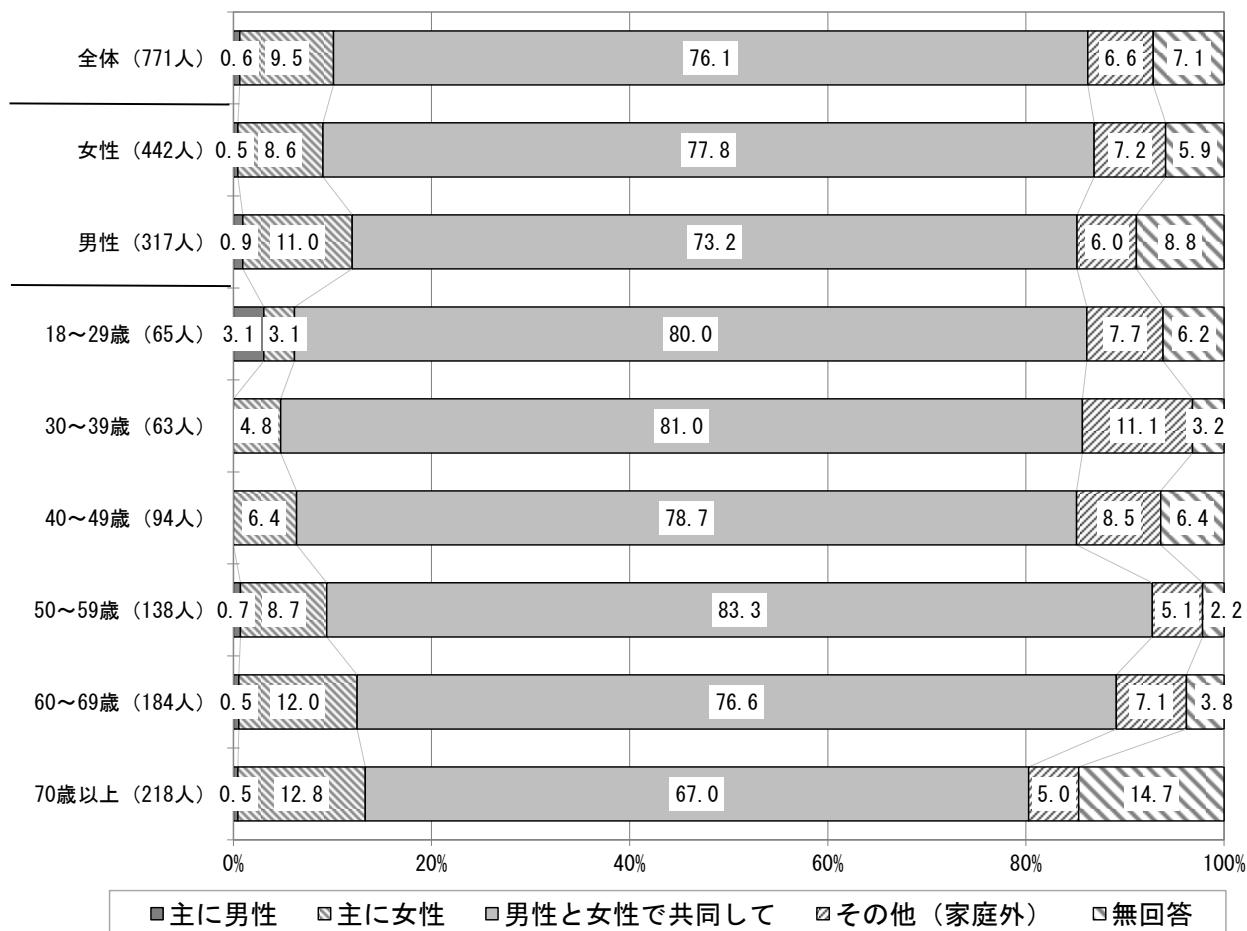 全体（771人） 0.6 9.5 76.1 6.6 7.1
女性（442人） 0.5 8.6 77.8 7.2 5.9
男性（317人） 0.9 11.0 73.2 6.0 8.8
18～29歳（65人） 3.1 3.1 80.0 7.7 6.2
30～39歳（63人） 4.8 81.0 11.1 3.2
40～49歳（94人） 6.4 78.7 8.5 6.4
50～59歳（138人） 0.7 8.7 83.3 5.1 2.2
60～69歳（184人） 0.5 12.0 76.6 7.1 3.8
70歳以上（218人） 0.5 12.8 67.0 5.0 14.7
0% 20% 40% 60% 80% 100%
主に男性 主に女性 男性と女性で共同して その他（家庭外） 無回答